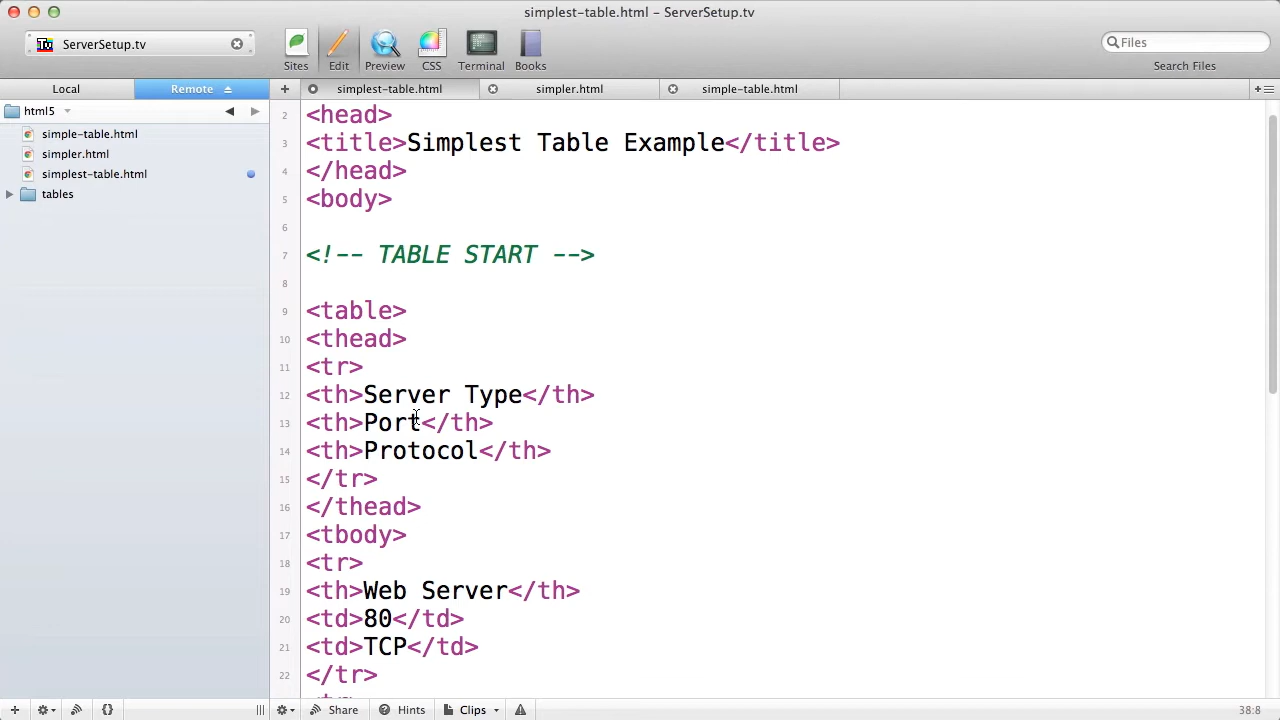 simplest-table.html – ServerSetup.tv
Tv ServerSetup.tv
Sites Edit Preview CSS Terminal Books
Files
Search Files
Local Remote
simplest-table.html simpler.html simple-table.html
html5
simple-table.html
simpler.html
simplest-table.html
tables
2 <head>
3 <title>Simplest Table Example</title>
4 </head>
5 <body>
6
7 <!-- TABLE START -->
8
9 <table>
10 <thead>
11 <tr>
12 <th>Server Type</th>
13 <th>Port</th>
14 <th>Protocol</th>
15 </tr>
16 </thead>
17 <tbody>
18 <tr>
19 <th>Web Server</th>
20 <td>80</td>
21 <td>TCP</td>
22 </tr>
Share Hints Clips 38:8